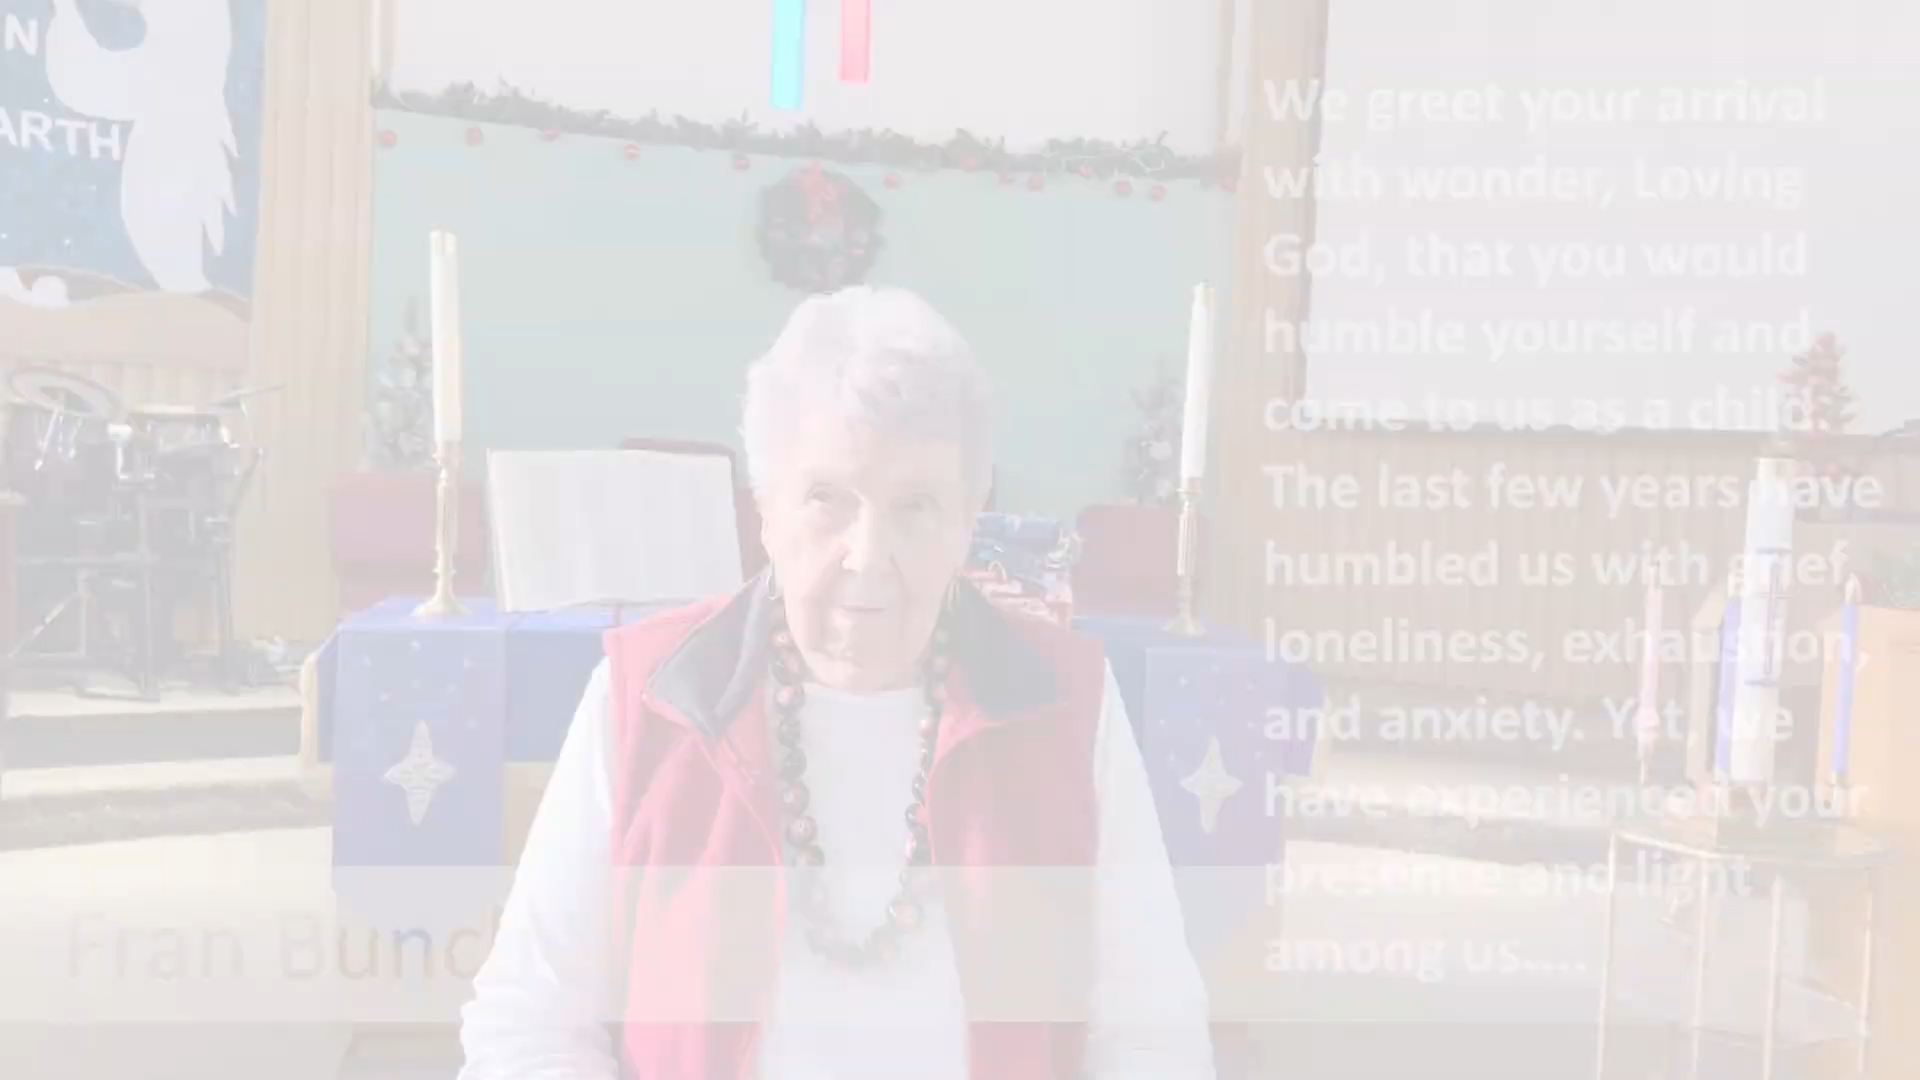 N
ARTH
We greet your arrival
with wonder, Loving
God, that you would
humble yourself and
come to us as a child.
The last few years have
humbled us with grief,
loneliness, exhaustion,
and anxiety. Yet, we
have experienced your
presence and light
among us....
Fran